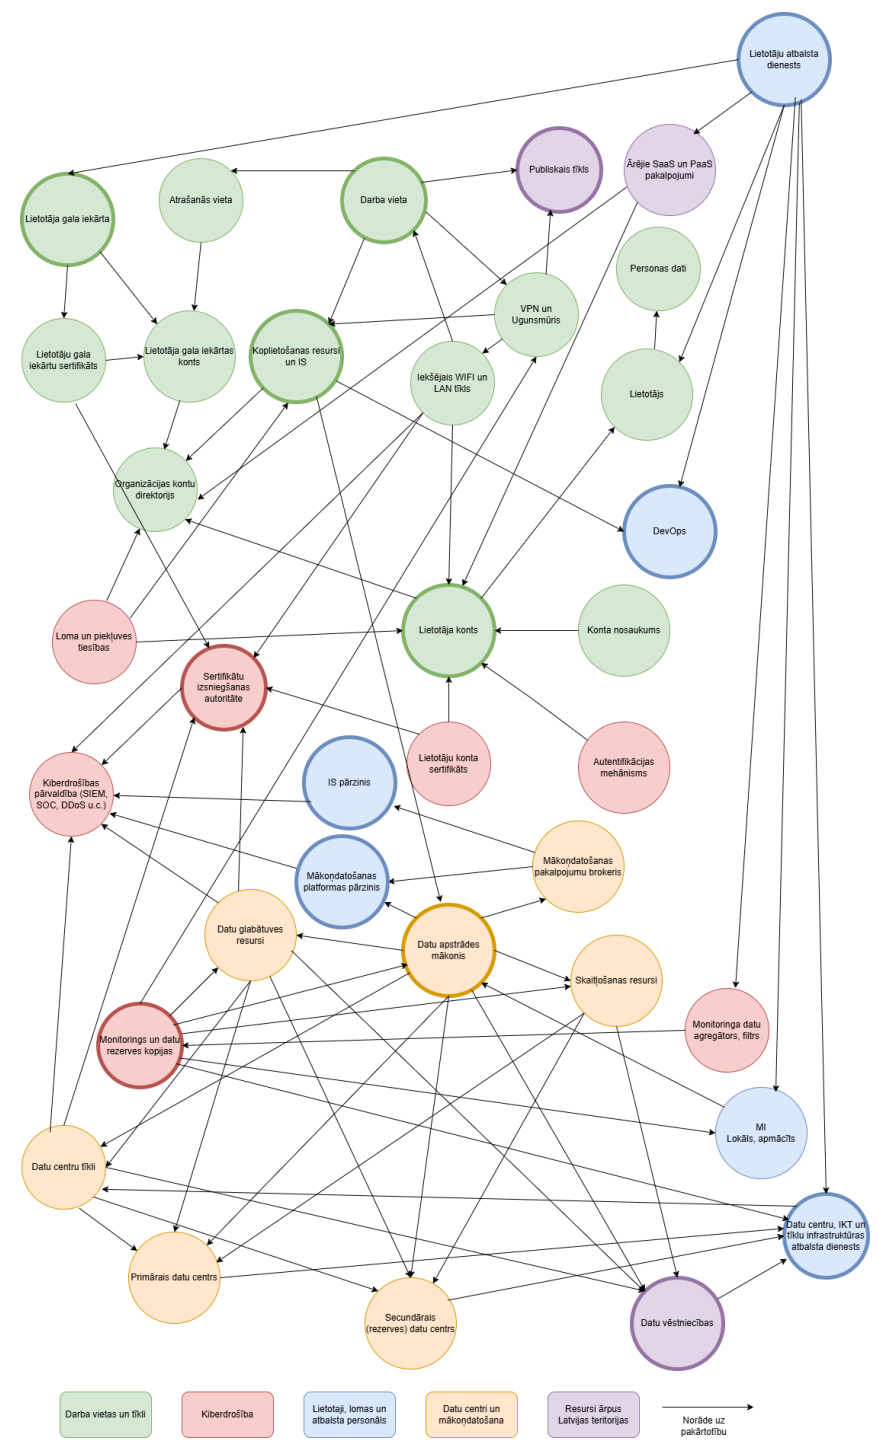 Lietotāju atbalsta
dienests
Publiskais tīkls
Ārējie SaaS un PaaS
pakalpojumi
Atrašanās vieta
Darba vieta
Lietotāja gala iekārta
Personas dati
VPN un
Ugunsmūris
Lietotāju gala
iekārtu sertifikāts
Lietotāja gala iekārtas
konts
Koplietošanas resursi
un IS
Iekšējais WIFI un
LAN tīkls
Lietotājs
Organizācijas kontu
direktorijs
DevOps
Loma un piekļuves
tiesības
Lietotāja konts
Konta nosaukums
Sertifikātu
izsniegšanas
autoritāte
Lietotāju konta
sertifikāts
Autentifikācijas
mehānisms
Kiberdrošības
pārvaldība (SIEM,
SOC, DDoS u.c.)
IS pārzinis
Mākoņdatošanas
platformas pārzinis
Mākoņdatošanas
pakalpojumu brokeris
Datu glabātuves
resursi
Datu apstrādes
mākonis
Skaitļošanas resursi
Monitorings un datu
rezerves kopijas
Monitoringa datu
agregātors, filtrs
MI
Lokāls, apmācīts
Datu centru tīkli
Datu centru, IKT un
tīklu infrastruktūras
atbalsta dienests
Primārais datu centrs
Secundārais
(rezerves) datu centrs
Datu vēstniecības
Darba vietas un tīkli
Kiberdrošība
Lietotaji, lomas un
atbalsta personāls
Datu centri un
mākoņdatošana
Resursi ārpus
Latvijas teritorijas
Norāde uz
pakārtotību